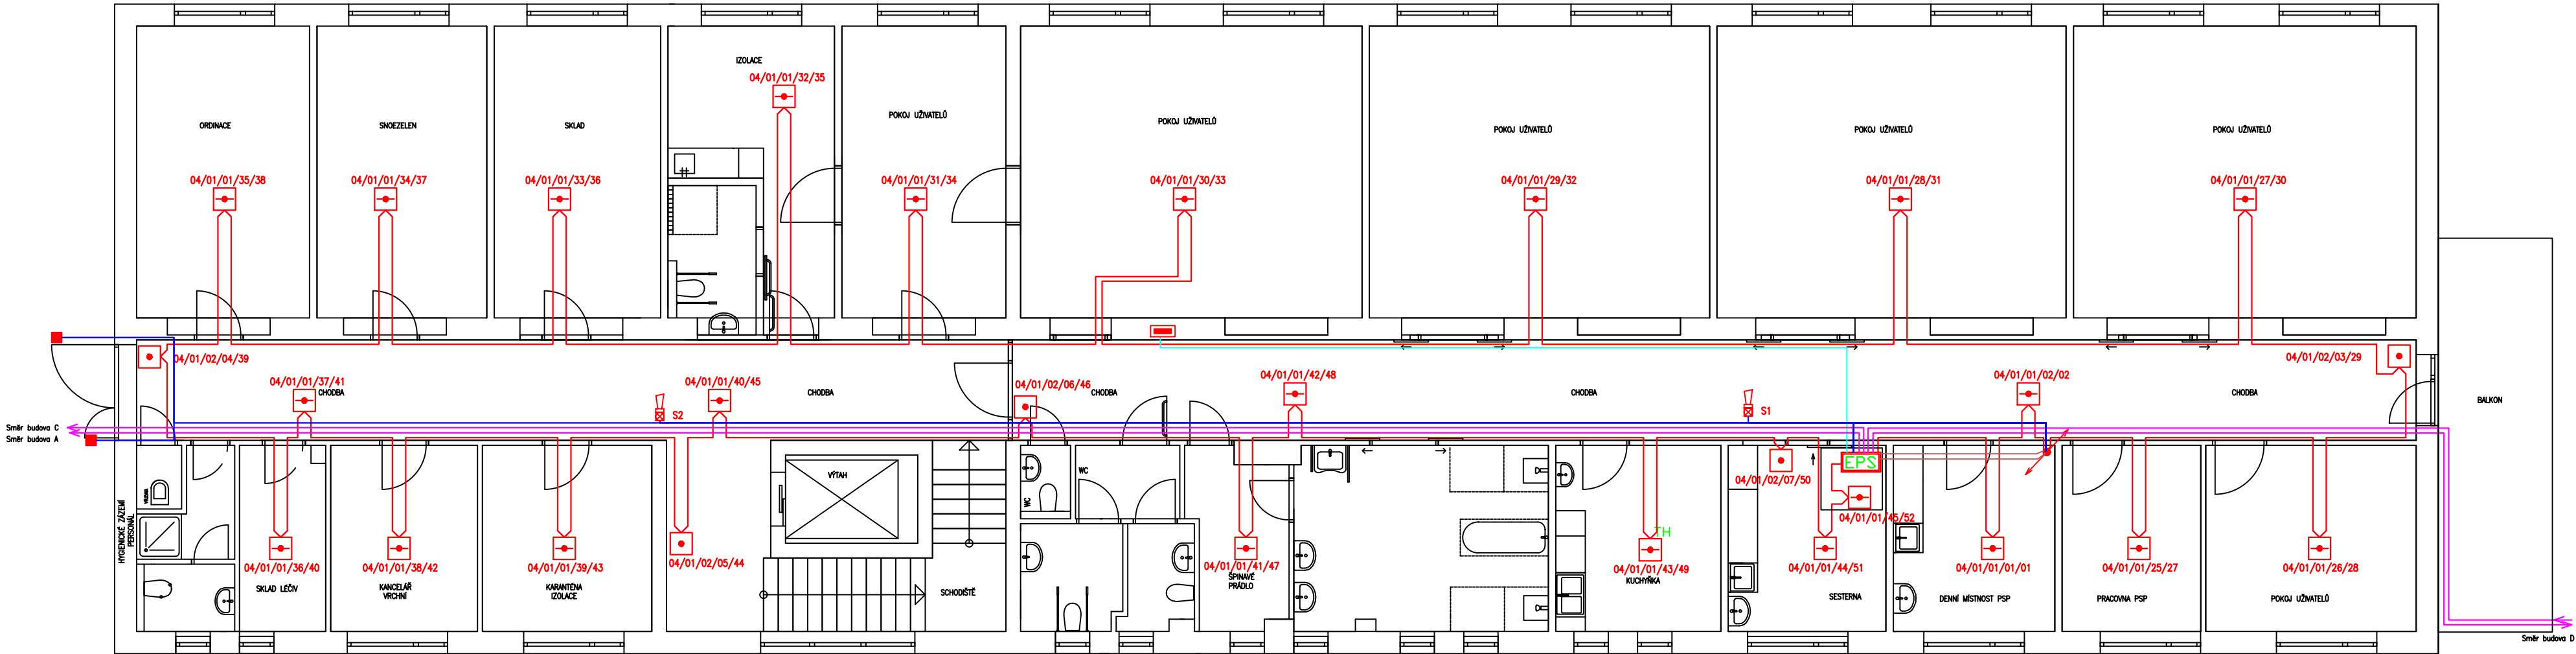 IZOLACE
04/01/01/32/35
ORDINACE
SNOEZELEN
SKLAD
POKOJ UŽIVATELŮ
POKOJ UŽIVATELŮ
POKOJ UŽIVATELŮ
POKOJ UŽIVATELŮ
POKOJ UŽIVATELŮ
04/01/01/35/38
04/01/01/34/37
04/01/01/33/36
04/01/01/31/34
04/01/01/30/33
04/01/01/29/32
04/01/01/28/31
04/01/01/27/30
04/01/02/04/39
04/01/02/03/29
04/01/01/37/41
CHODBA
04/01/01/40/45
CHODBA
04/01/02/06/46
CHODBA
04/01/01/42/48
CHODBA
04/01/01/02/02
CHODBA
BALKON
S2
S1
Směr budova C
Směr budova A
VÝTAH
WC
WC
EPS
04/01/02/07/50
04/01/01/45/52
HYGIENICKÉ ZÁZEMÍ
PERSONÁL
TH
04/01/01/36/40
04/01/01/38/42
04/01/01/39/43
04/01/02/05/44
04/01/01/41/47
04/01/01/43/49
04/01/01/44/51
04/01/01/01/01
04/01/01/25/27
04/01/01/26/28
SKLAD LÉČIV
KANCELÁŘ
VRCHNÍ
KARANTÉNA
IZOLACE
SCHODIŠTĚ
ŠPINAVÉ
PRÁDLO
KUCHYŇKA
SESTERNA
DENNÍ MÍSTNOST PSP
PRACOVNA PSP
POKOJ UŽIVATELŮ
Směr budova D